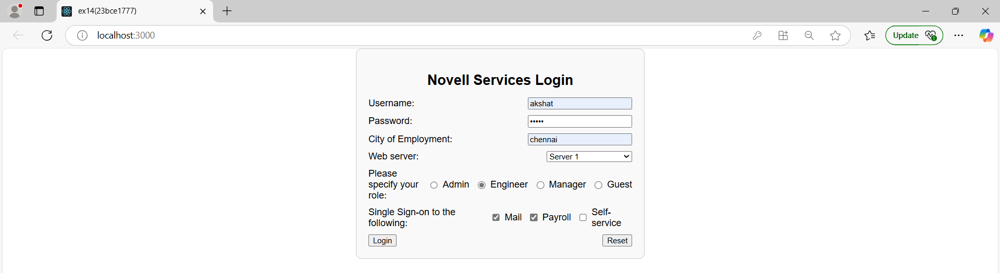 ex14(23bce1777)
localhost:3000
Update
Novell Services Login
Username: akshat
Password: •••••
City of Employment: chennai
Web server: Server 1
Please
specify your Admin Engineer Manager Guest
role:
Single Sign-on to the Self-
Mail Payroll
following: service
Login Reset